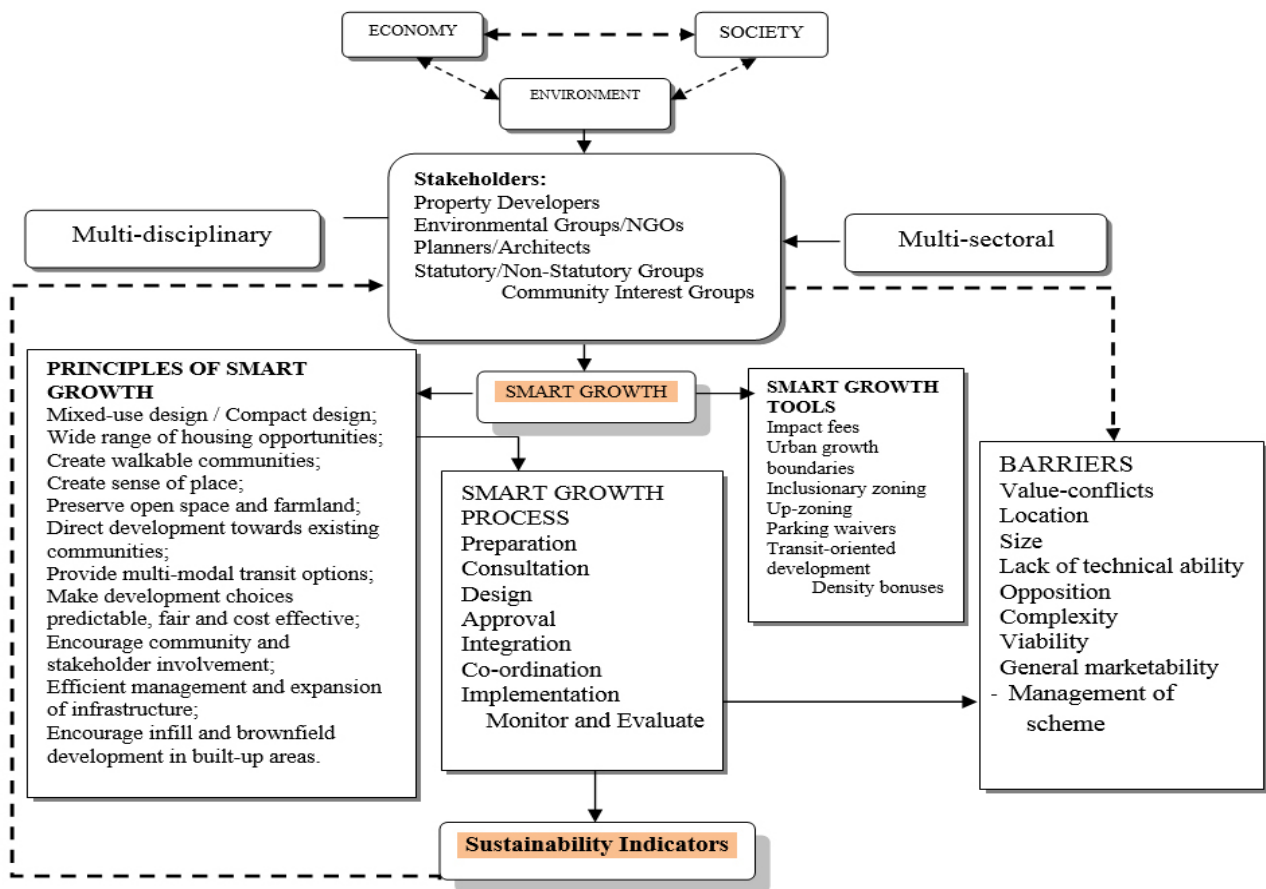 ECONOMY
SOCIETY
ENVIRONMENT
Stakeholders:
Property Developers
Environmental Groups/NGOs
Planners/Architects
Statutory/Non-Statutory Groups
Community Interest Groups
Multi-disciplinary
Multi-sectoral
SMART GROWTH
PRINCIPLES OF SMART
GROWTH
Mixed-use design / Compact design;
Wide range of housing opportunities;
Create walkable communities;
Create sense of place;
Preserve open space and farmland;
Direct development towards existing
communities;
Provide multi-modal transit options;
Make development choices
predictable, fair and cost effective;
Encourage community and
stakeholder involvement;
Efficient management and expansion
of infrastructure;
Encourage infill and brownfield
development in built-up areas.
SMART GROWTH
PROCESS
Preparation
Consultation
Design
Approval
Integration
Co-ordination
Implementation
Monitor and Evaluate
SMART GROWTH
TOOLS
Impact fees
Urban growth
boundaries
Inclusionary zoning
Up-zoning
Parking waivers
Transit-oriented
development
Density bonuses
BARRIERS
Value-conflicts
Location
Size
Lack of technical ability
Opposition
Complexity
Viability
General marketability
- Management of
scheme
Sustainability Indicators